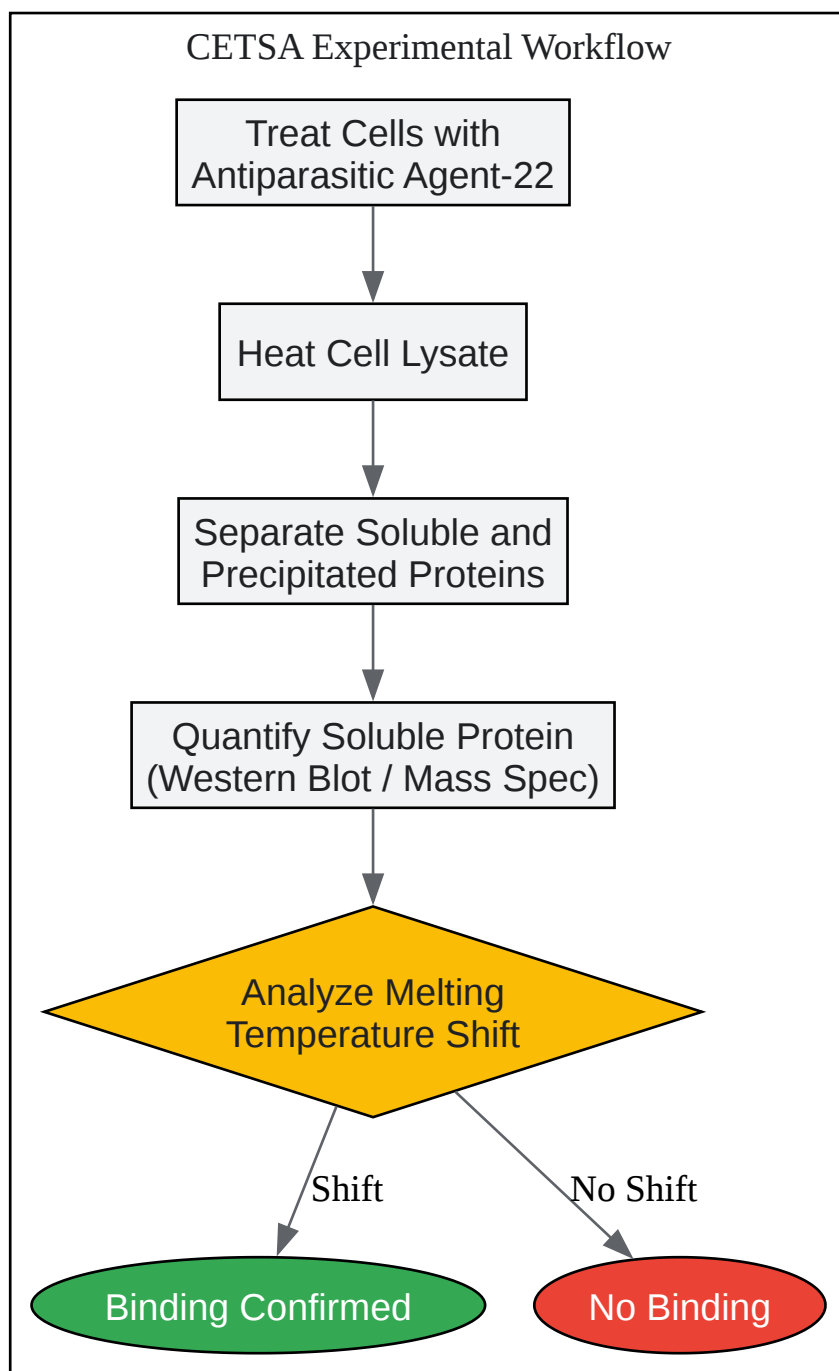 CETSA Experimental Workflow
Treat Cells with
Antiparasitic Agent-22
Heat Cell Lysate
Separate Soluble and
Precipitated Proteins
Quantify Soluble Protein
(Western Blot / Mass Spec)
Analyze Melting
Temperature Shift
Shift
No Shift
Binding Confirmed
No Binding